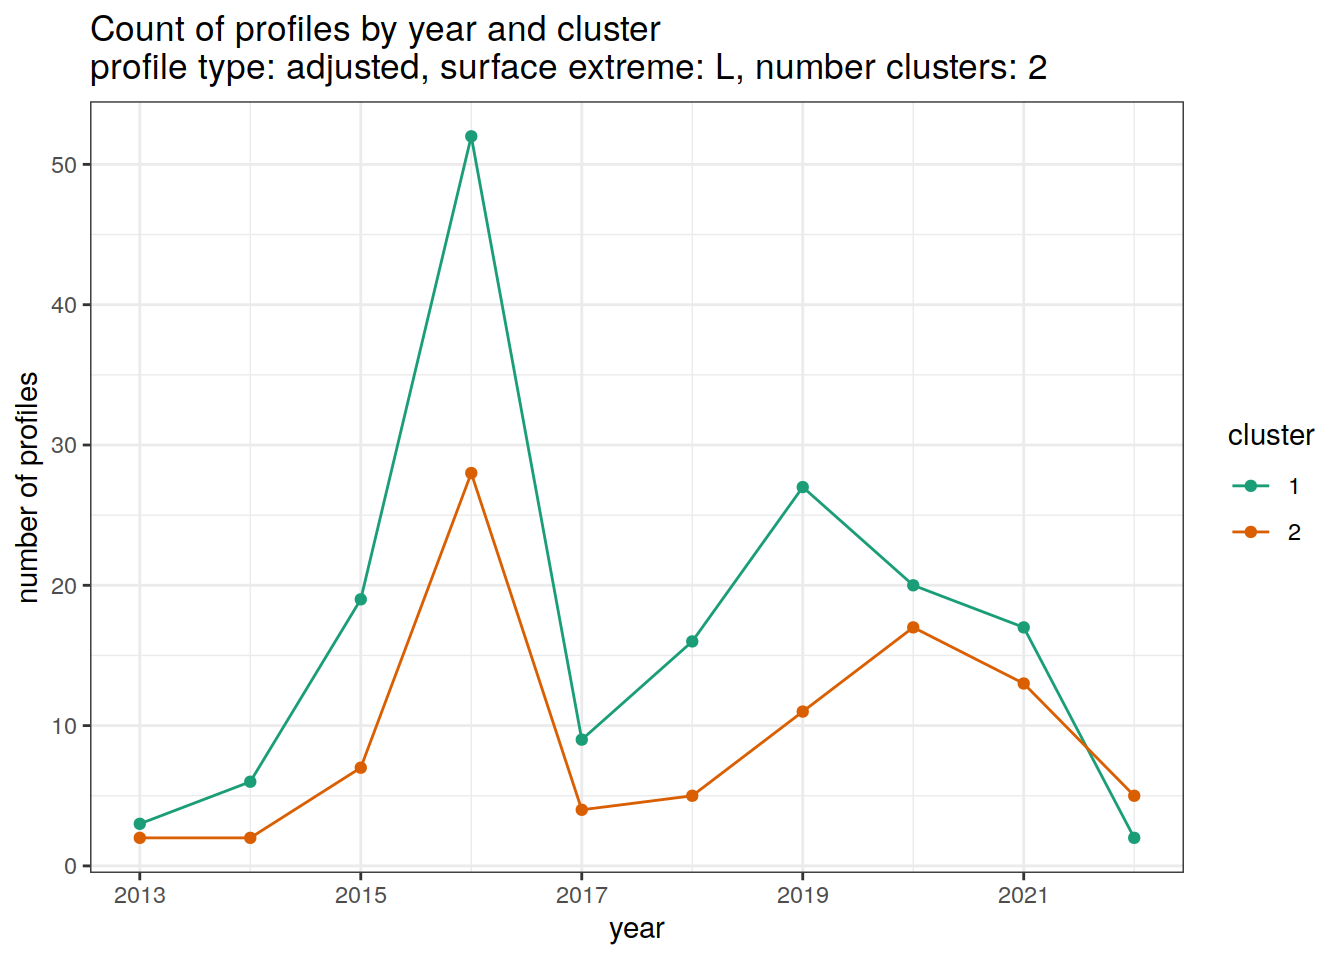 Count of profiles by year and cluster
profile type: adjusted, surface extreme: L, number clusters: 2
number of profiles
50
40
30
20
10
0
2013 2015 2017 2019 2021
year
cluster
1
2